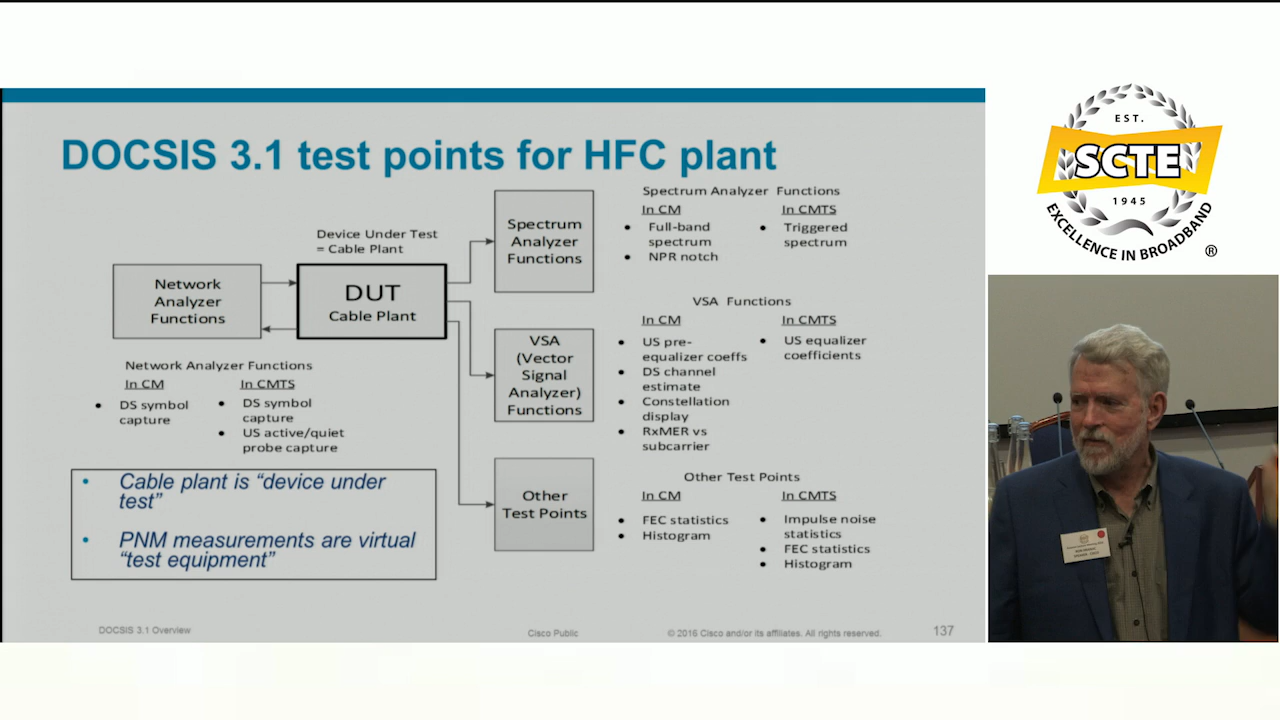 DOCSIS 3.1 test points for HFC plant
Device Under Test
= Cable Plant
Network
Analyzer
Functions
DUT
Cable Plant
Spectrum
Analyzer
Functions
Spectrum Analyzer Functions
In CM
• Full-band
spectrum
• NPR notch
In CMTS
• Triggered
spectrum
VSA
(Vector
Signal
Analyzer)
Functions
VSA Functions
In CM
• US pre-
equalizer coeffs
• DS channel
estimate
• Constellation
display
• RxMER vs
subcarrier
In CMTS
• US equalizer
coefficients
Network Analyzer Functions
In CM
• DS symbol
capture
In CMTS
• DS symbol
capture
• US active/quiet
probe capture
Other
Test Points
Other Test Points
In CM
• FEC statistics
• Histogram
In CMTS
• Impulse noise
statistics
• FEC statistics
• Histogram
• Cable plant is “device under
test”
• PNM measurements are virtual
“test equipment”
DOCSIS 3.1 Overview
Cisco Public
© 2016 Cisco and/or its affiliates. All rights reserved.
137
EST.
SCTE
1945
EXCELLENCE IN BROADBAND
®